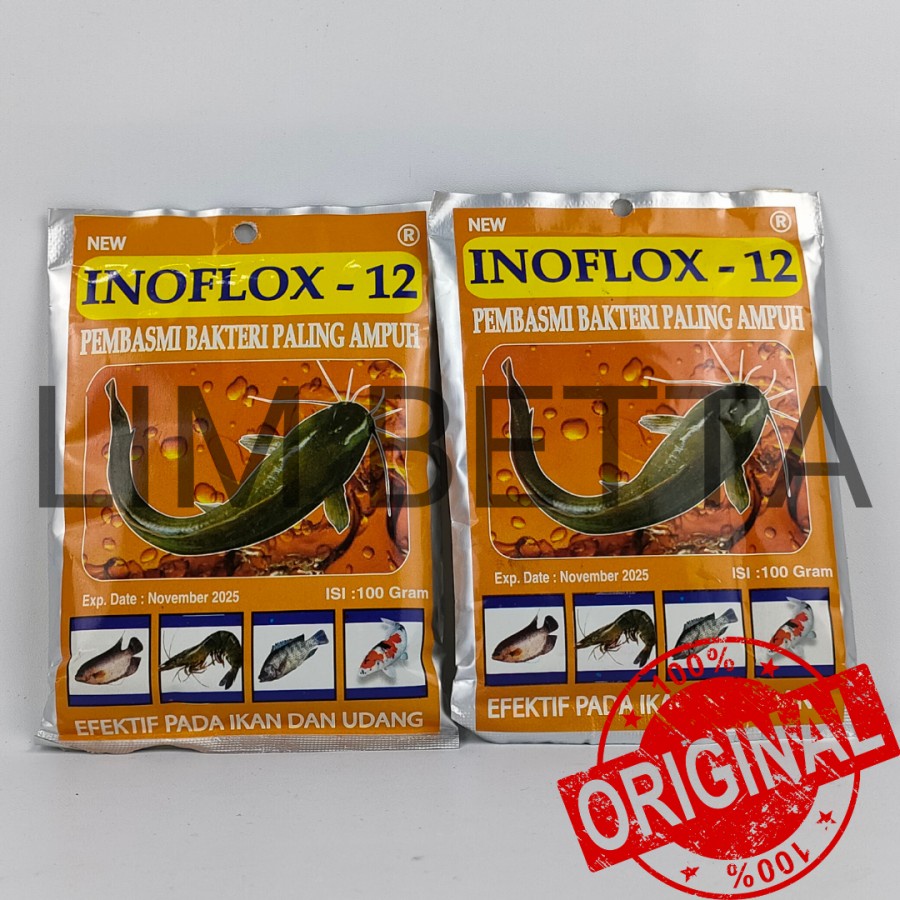 NEW ®
INOFLOX - 12
PEMBASMI BAKTERI PALING AMPUH
Exp. Date : November 2025 ISI :100 Gram
EFEKTIF PADA IKAN DAN UDANG
NEW ®
INOFLOX - 12
PEMBASMI BAKTERI PALING AMPUH
Exp. Date : November 2025 ISI :100 Gram
EFEKTIF PADA
LIM BETTA
100%
ORIGINAL
100%